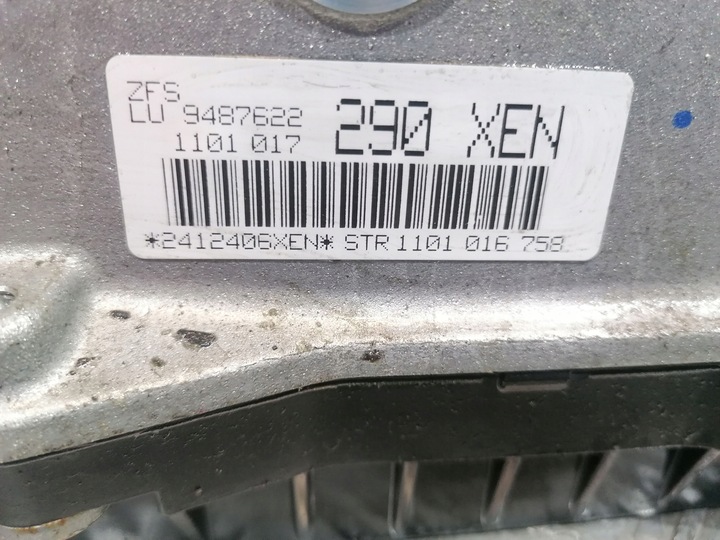 ZFS
LU 9487622
1101 017
290 XEN
*2412406XEN* STR 1101 016 758